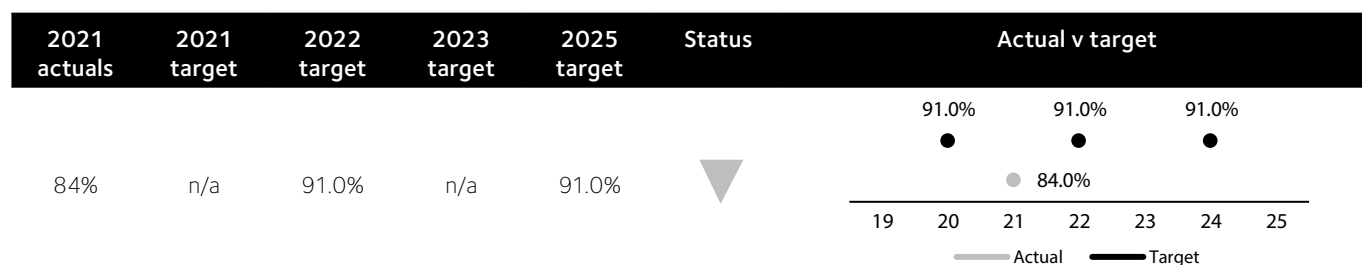 2021 actuals 2021 target 2022 target 2023 target 2025 target Status Actual v target
84% n/a 91.0% n/a 91.0%
91.0% 91.0% 91.0%
84.0%
19 20 21 22 23 24 25
Actual Target